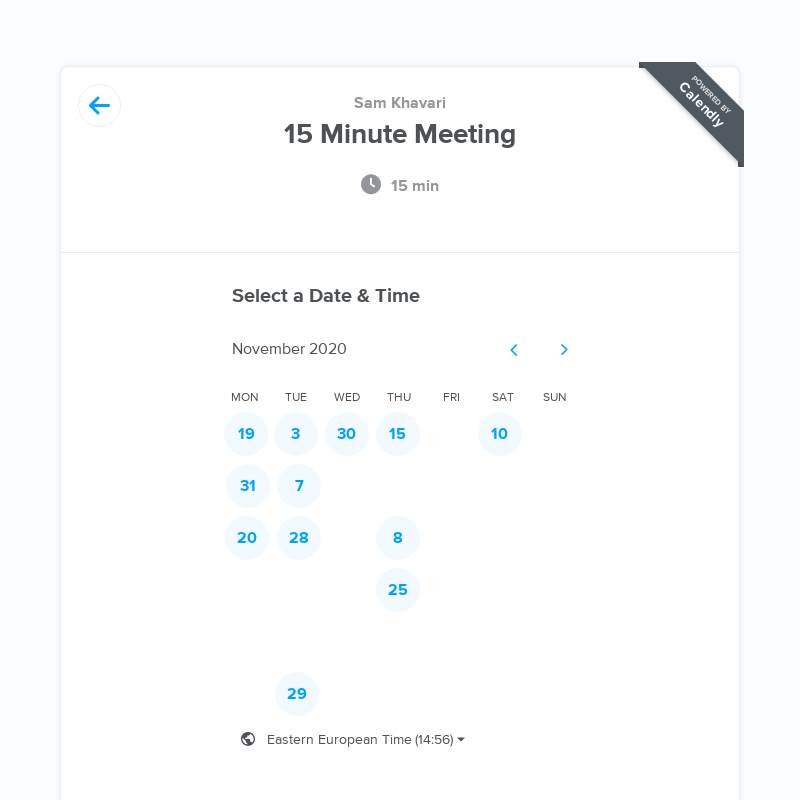 POWERED BY
Calendly
Sam Khavari
15 Minute Meeting
15 min
Select a Date & Time
November 2020
MON TUE WED THU FRI SAT SUN
19 3 30 15 10
31 7
20 28 8
25
29
Eastern European Time (14:56)